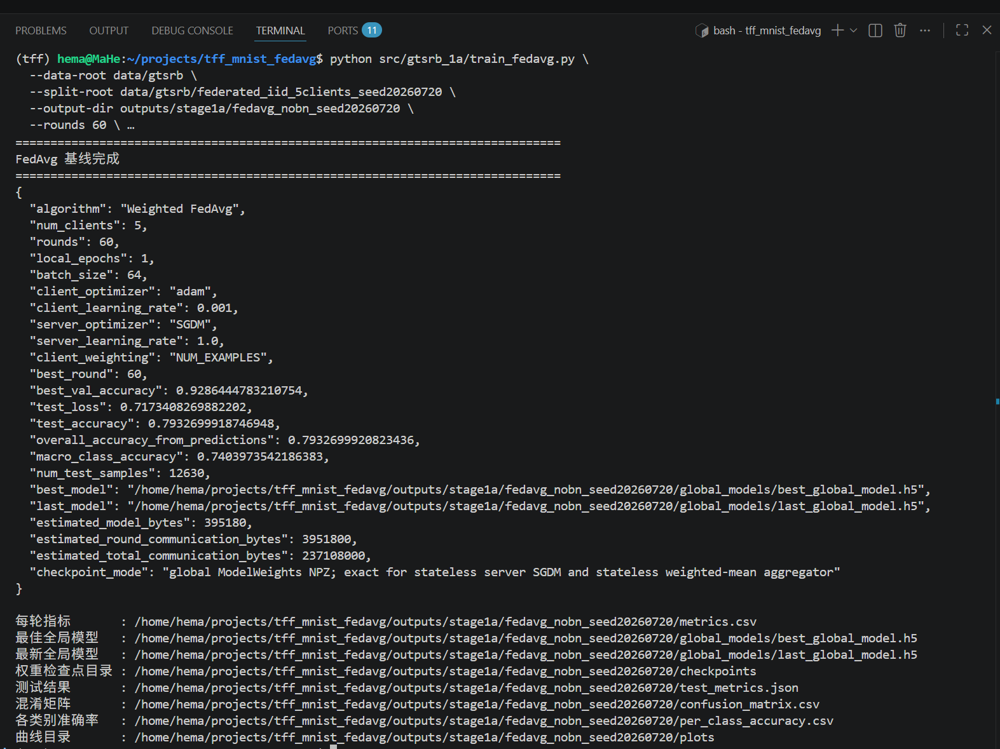 PROBLEMS OUTPUT DEBUG CONSOLE TERMINAL PORTS 11 bash - tff_mnist_fedavg
(tff) hema@MaHe:~/projects/tff_mnist_fedavg$ python src/gtsrb_1a/train_fedavg.py \
  --data-root data/gtsrb \
  --split-root data/gtsrb/federated_iid_5clients_seed20260720 \
  --output-dir outputs/stage1a/fedavg_nobn_seed20260720 \
  --rounds 60 \ …
==============================================================================
FedAvg 基线完成
==============================================================================
{
  "algorithm": "Weighted FedAvg",
  "num_clients": 5,
  "rounds": 60,
  "local_epochs": 1,
  "batch_size": 64,
  "client_optimizer": "adam",
  "client_learning_rate": 0.001,
  "server_optimizer": "SGDM",
  "server_learning_rate": 1.0,
  "client_weighting": "NUM_EXAMPLES",
  "best_round": 60,
  "best_val_accuracy": 0.9286444783210754,
  "test_loss": 0.7173408269882202,
  "test_accuracy": 0.7932699918746948,
  "overall_accuracy_from_predictions": 0.7932699920823436,
  "macro_class_accuracy": 0.7403973542186383,
  "num_test_samples": 12630,
  "best_model": "/home/hema/projects/tff_mnist_fedavg/outputs/stage1a/fedavg_nobn_seed20260720/global_models/best_global_model.h5",
  "last_model": "/home/hema/projects/tff_mnist_fedavg/outputs/stage1a/fedavg_nobn_seed20260720/global_models/last_global_model.h5",
  "estimated_model_bytes": 395180,
  "estimated_round_communication_bytes": 3951800,
  "estimated_total_communication_bytes": 237108000,
  "checkpoint_mode": "global ModelWeights NPZ; exact for stateless server SGDM and stateless weighted-mean aggregator"
}
每轮指标 : /home/hema/projects/tff_mnist_fedavg/outputs/stage1a/fedavg_nobn_seed20260720/metrics.csv
最佳全局模型 : /home/hema/projects/tff_mnist_fedavg/outputs/stage1a/fedavg_nobn_seed20260720/global_models/best_global_model.h5
最新全局模型 : /home/hema/projects/tff_mnist_fedavg/outputs/stage1a/fedavg_nobn_seed20260720/global_models/last_global_model.h5
权重检查点目录 : /home/hema/projects/tff_mnist_fedavg/outputs/stage1a/fedavg_nobn_seed20260720/checkpoints
测试结果 : /home/hema/projects/tff_mnist_fedavg/outputs/stage1a/fedavg_nobn_seed20260720/test_metrics.json
混淆矩阵 : /home/hema/projects/tff_mnist_fedavg/outputs/stage1a/fedavg_nobn_seed20260720/confusion_matrix.csv
各类别准确率 : /home/hema/projects/tff_mnist_fedavg/outputs/stage1a/fedavg_nobn_seed20260720/per_class_accuracy.csv
曲线目录 : /home/hema/projects/tff_mnist_fedavg/outputs/stage1a/fedavg_nobn_seed20260720/plots